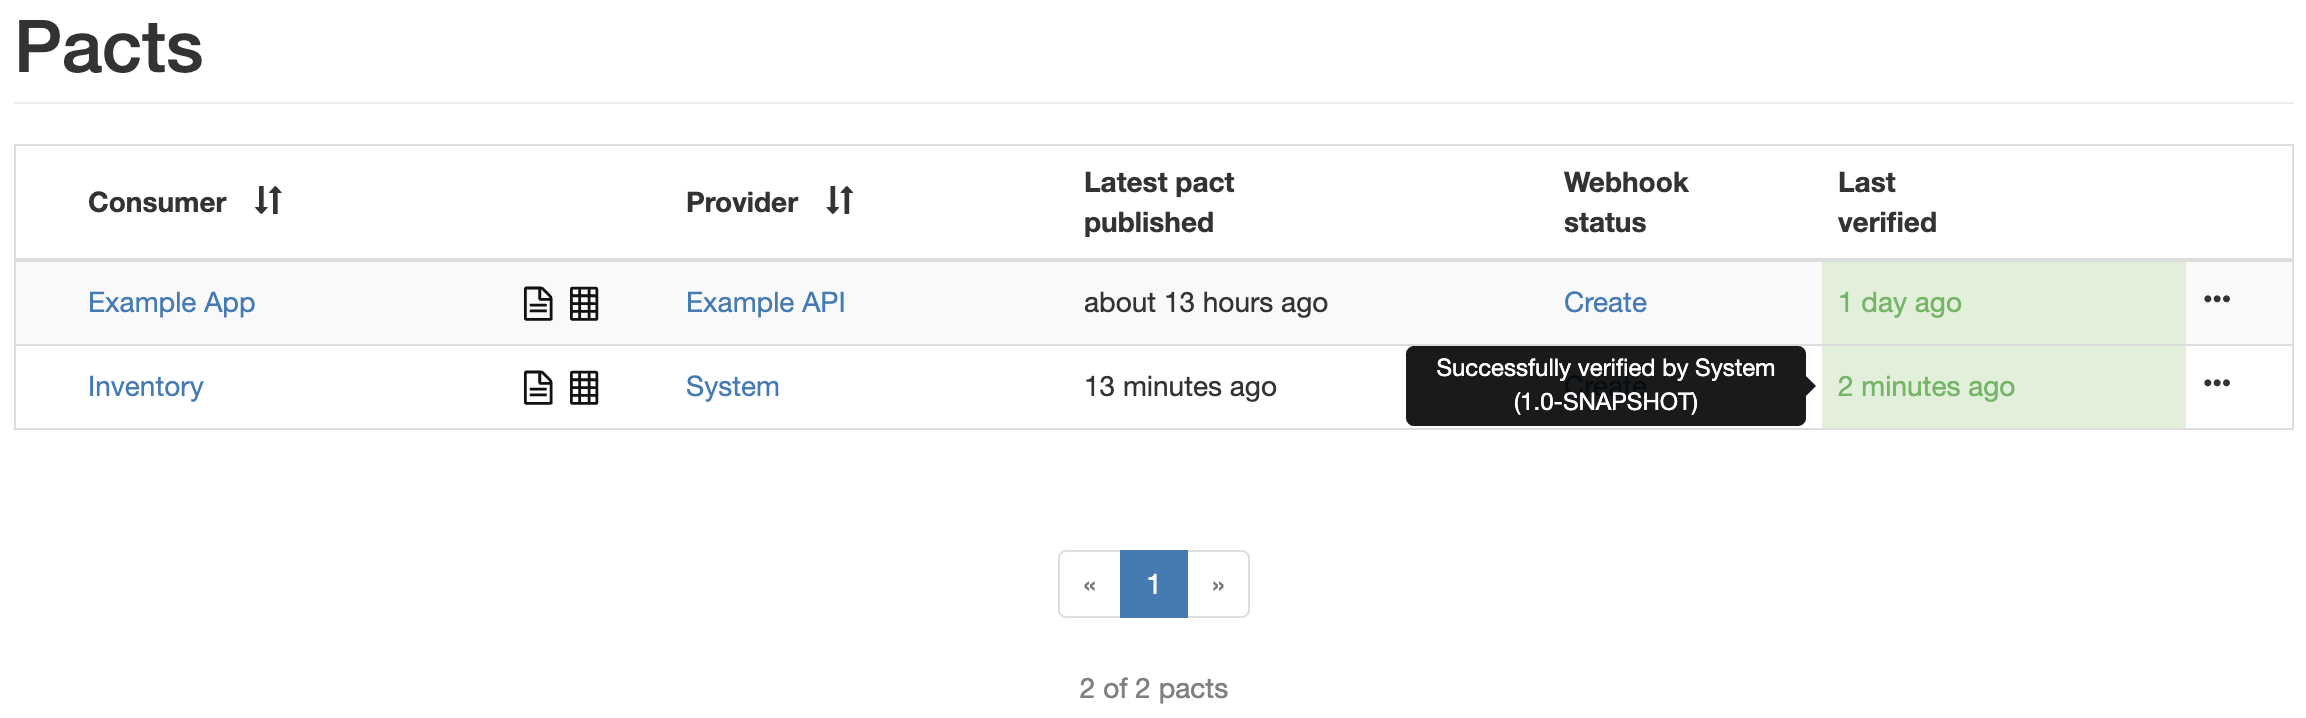 Pacts
Consumer
Provider
Latest pact
published
Webhook
status
Last
verified
Example App
Example API
about 13 hours ago
Create
1 day ago
Inventory
System
13 minutes ago
Create
Successfully verified by System
(1.0-SNAPSHOT)
2 minutes ago
« 1 »
2 of 2 pacts